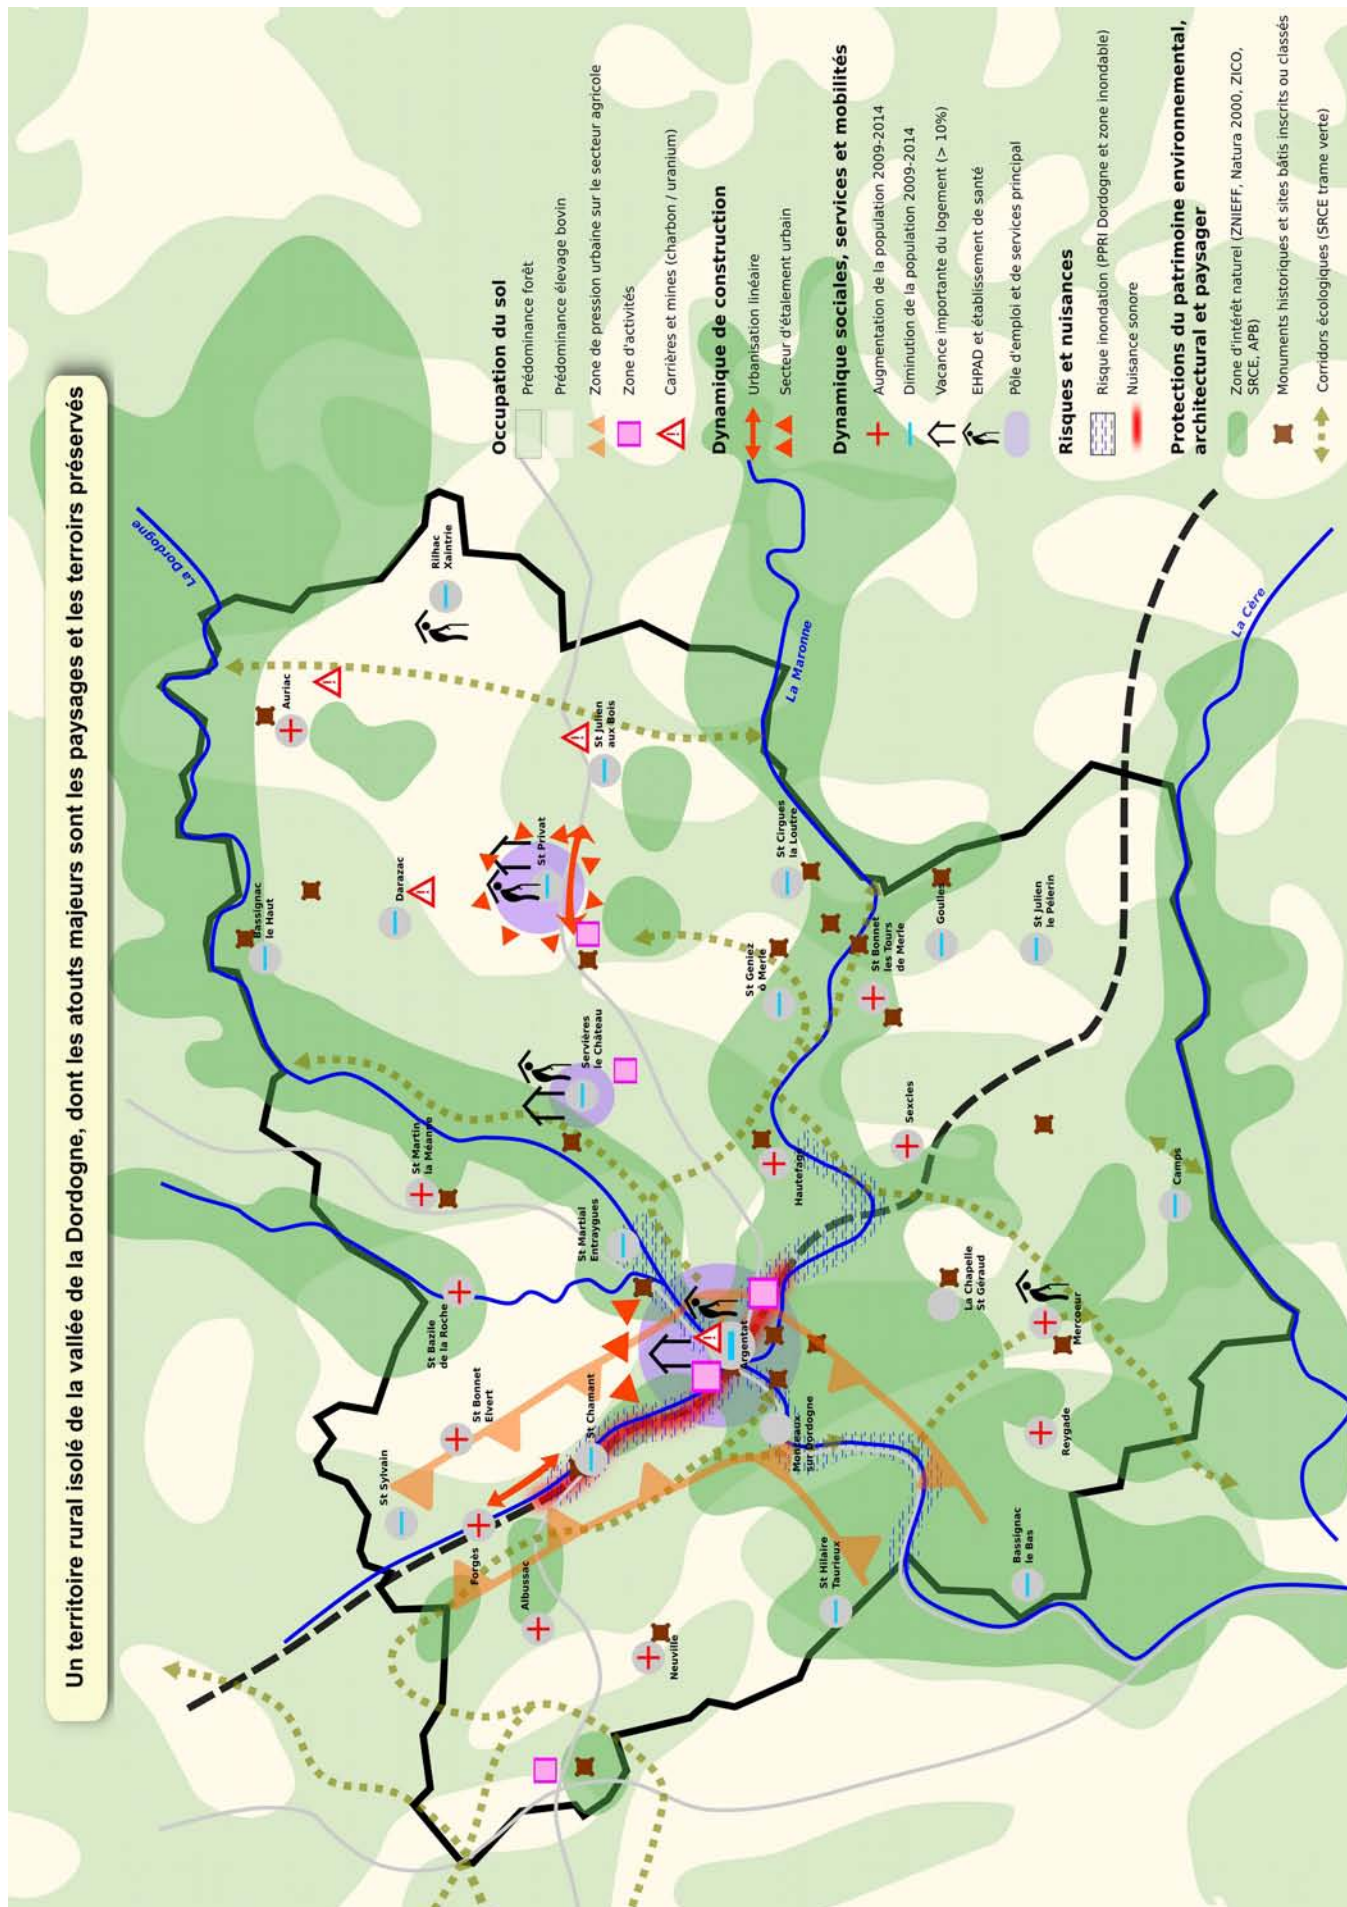 Un territoire rural isolé de la vallée de la Dordogne, dont les atouts majeurs sont les paysages et les terroirs préservés
La Dordogne
Rilhac
Xaintrie
Auriac
St Julien
aux Bois
La Maronne
La Cère
Bassignac
le Haut
Darazac
St Privat
St Cirgues
la Loutre
Goulles
St Julien
le Pélerin
St Geniez
ô Merle
St Bonnet
les Tours
de Merle
Servières
le Château
St Martin
la Méanne
Sexcles
Hautefage
Camps
St Martial
Entraygues
St Bazile
de la Roche
La Chapelle
St Géraud
Mercoeur
Argentat
St Bonnet
Elvert
St Chamant
Monceaux
sur Dordogne
Reygade
St Sylvain
Forgès
Albussac
Neuville
St Hilaire
Taurieux
Bassignac
le Bas
Occupation du sol
Prédominance forêt
Prédominance élevage bovin
Zone de pression urbaine sur le secteur agricole
Zone d'activités
Carrières et mines (charbon / uranium)
Dynamique de construction
Urbanisation linéaire
Secteur d'étalement urbain
Dynamique sociales, services et mobilités
Augmentation de la population 2009-2014
Diminution de la population 2009-2014
Vacance importante du logement (> 10%)
EHPAD et établissement de santé
Pôle d'emploi et de services principal
Risques et nuisances
Risque inondation (PPRI Dordogne et zone inondable)
Nuisance sonore
Protections du patrimoine environnemental,
architectural et paysager
Zone d'intérêt naturel (ZNIEFF, Natura 2000, ZICO,
SRCE, APB)
Monuments historiques et sites bâtis inscrits ou classés
Corridors écologiques (SRCE trame verte)